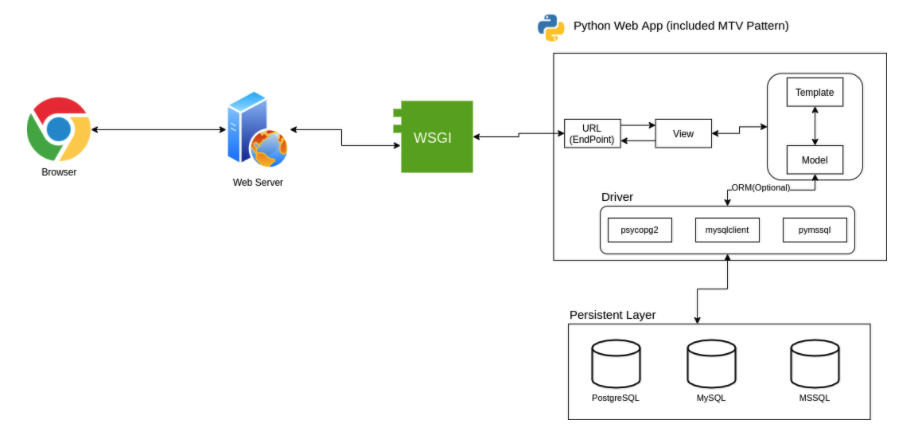 Python Web App (included MTV Pattern)
Browser
Web Server
WSGI
URL
(EndPoint)
View
Template
Model
ORM(Optional)
Driver
psycopg2
mysqlclient
pymssql
Persistent Layer
PostgreSQL
MySQL
MSSQL